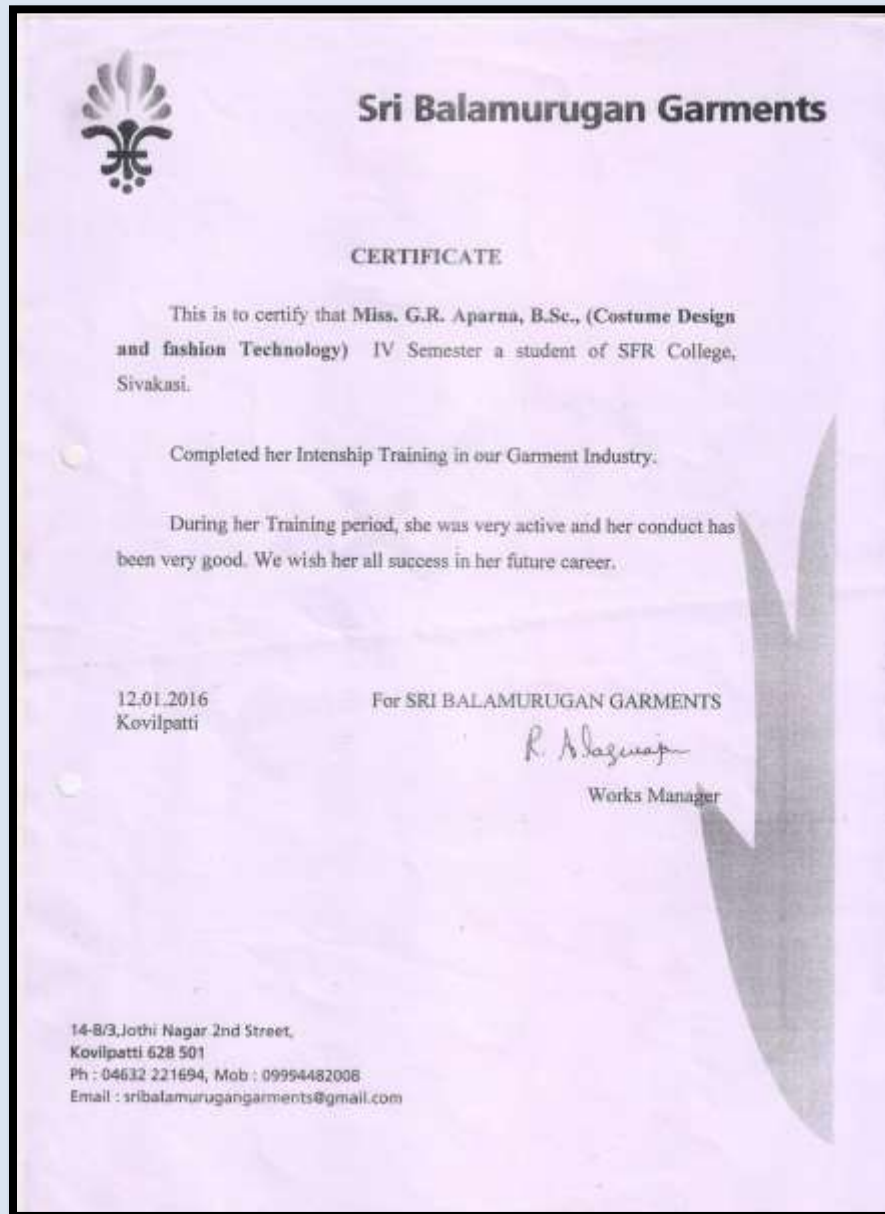 Sri Balamurugan Garments
CERTIFICATE
This is to certify that Miss. G.R. Aparna, B.Sc., (Costume Design
and fashion Technology) IV Semester a student of SFR College,
Sivakasi.
Completed her Intenship Training in our Garment Industry.
During her Training period, she was very active and her conduct has
been very good. We wish her all success in her future career.
12.01.2016
Kovilpatti
For SRI BALAMURUGAN GARMENTS
R.
Works Manager
14-8/3,Jothi Nagar 2nd Street,
Kovilpatti 628 501
Ph : 04632 221694, Mob : 09994482008
Email : sribalamurugangarments@gmail.com